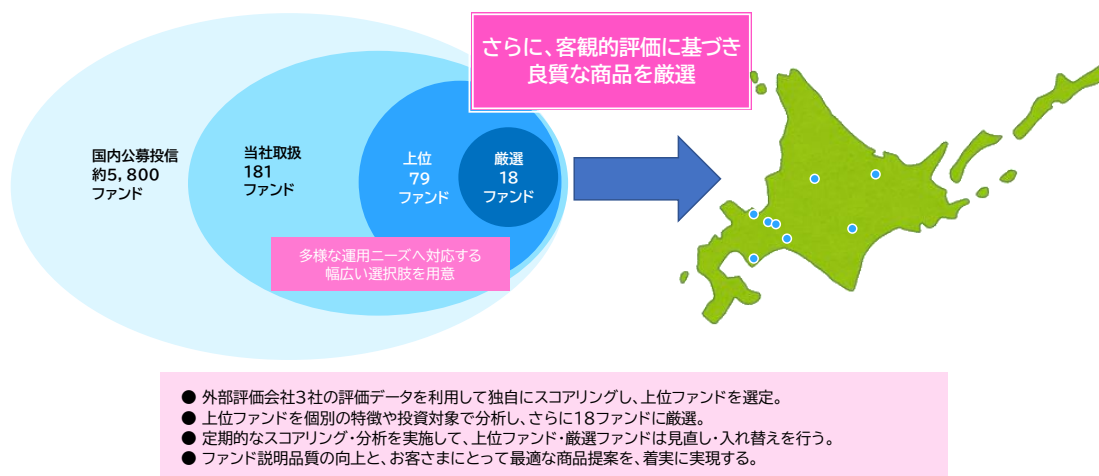 さらに、客観的評価に基づき
良質な商品を厳選
国内公募投信
約5,800
ファンド
当社取扱
181
ファンド
上位
79
ファンド
厳選
18
ファンド
多様な運用ニーズへ対応する
幅広い選択肢を用意
● 外部評価会社3社の評価データを利用して独自にスコアリングし、上位ファンドを選定。
● 上位ファンドを個別の特徴や投資対象で分析し、さらに18ファンドに厳選。
● 定期的なスコアリング・分析を実施して、上位ファンド・厳選ファンドは見直し・入れ替えを行う。
● ファンド説明品質の向上と、お客さまにとって最適な商品提案を、着実に実現する。